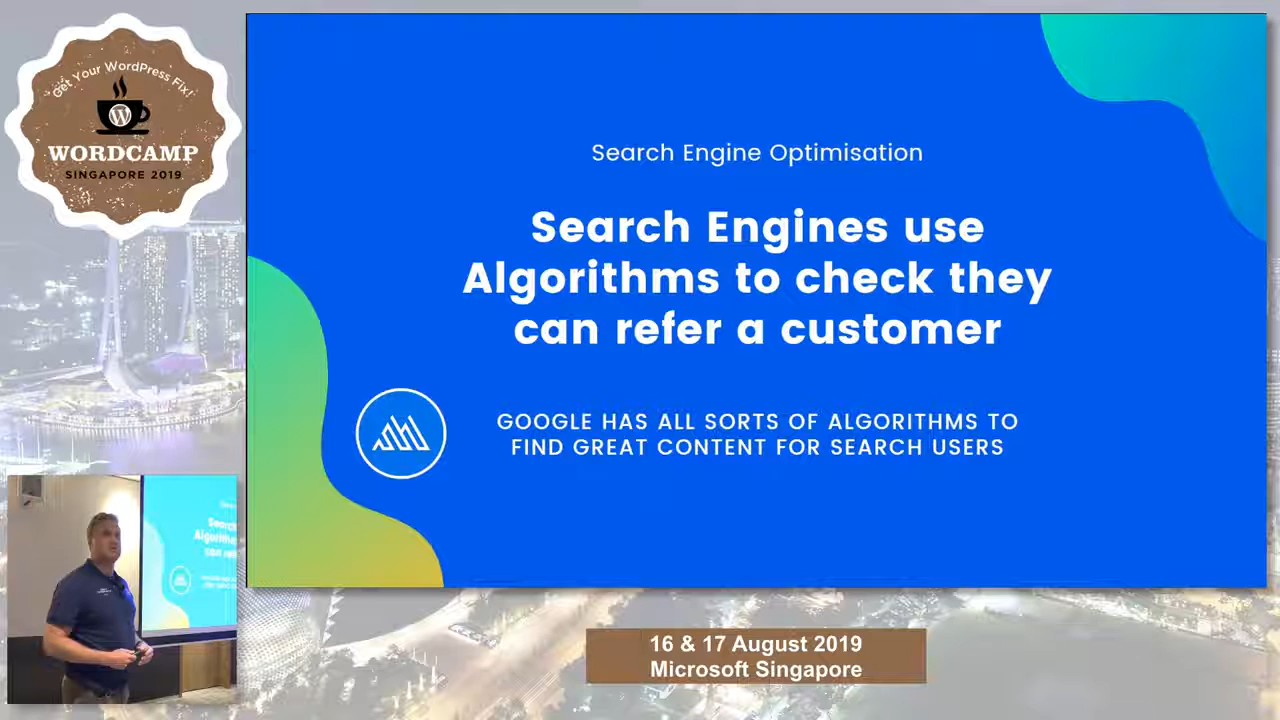 Get Your WordPress Fix!
WORDCAMP
SINGAPORE 2019
Search Engine Optimisation
Search Engines use
Algorithms to check they
can refer a customer
GOOGLE HAS ALL SORTS OF ALGORITHMS TO
FIND GREAT CONTENT FOR SEARCH USERS
16 & 17 August 2019
Microsoft Singapore